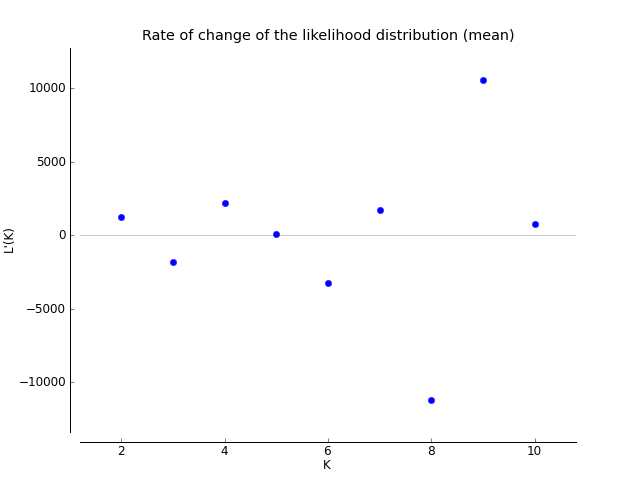 Rate of change of the likelihood distribution (mean)
10000
5000
0
−5000
−10000
L'(K)
2 4 6 8 10
K